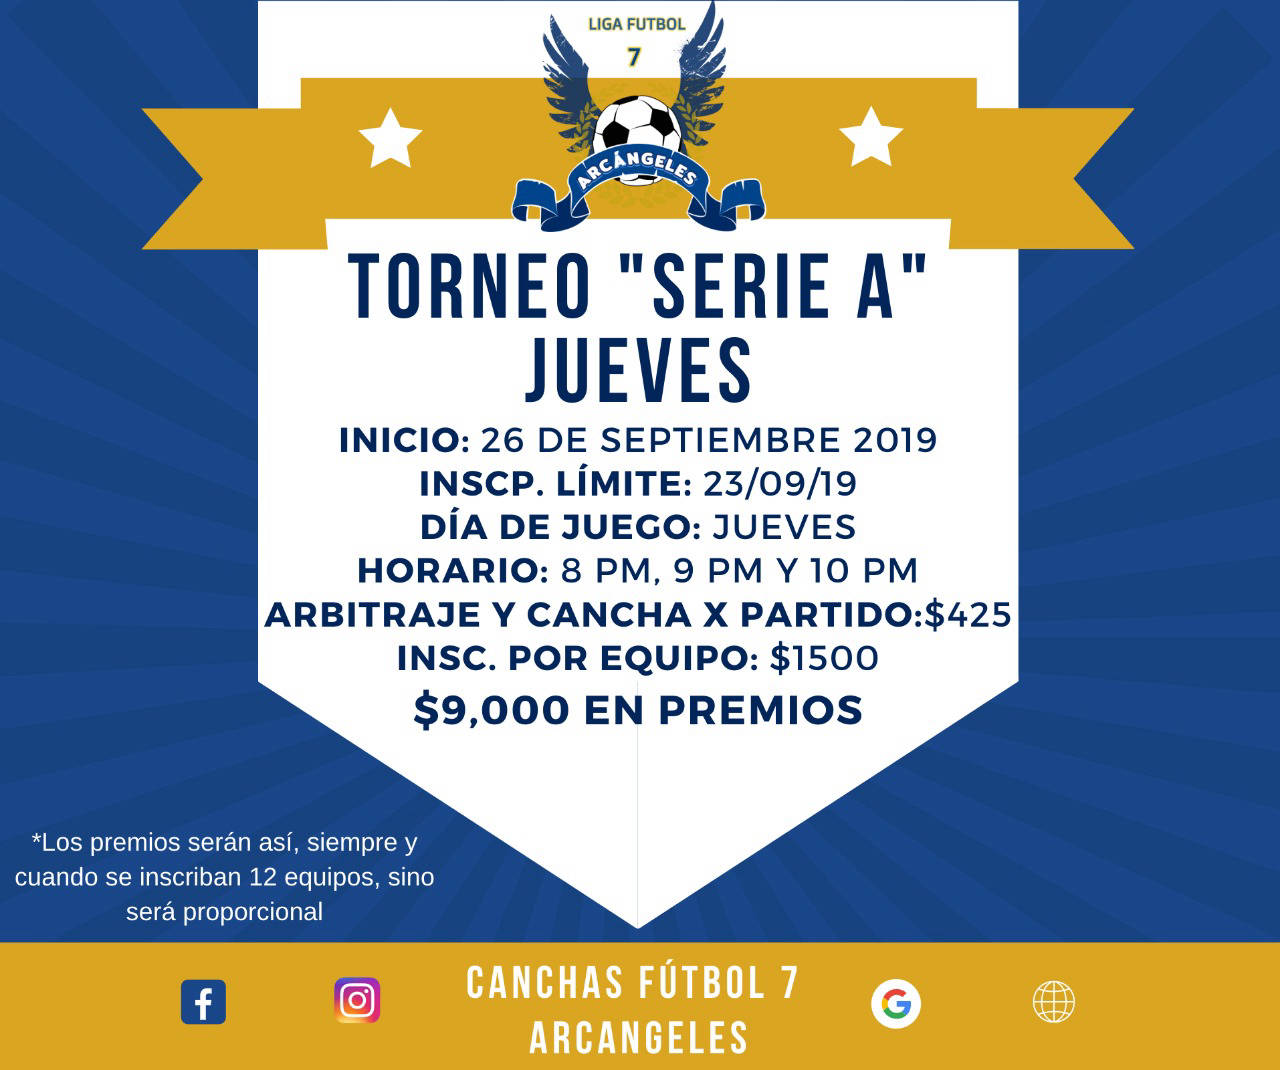 LIGA FUTBOL
7
ARCÁNGELES
TORNEO "SERIE A"
JUEVES
INICIO: 26 DE SEPTIEMBRE 2019
INSCP. LÍMITE: 23/09/19
DÍA DE JUEGO: JUEVES
HORARIO: 8 PM, 9 PM Y 10 PM
ARBITRAJE Y CANCHA X PARTIDO:$425
INSC. POR EQUIPO: $1500
$9,000 EN PREMIOS
*Los premios serán así, siempre y
cuando se inscriban 12 equipos, sino
será proporcional
CANCHAS FÚTBOL 7
ARCANGELES